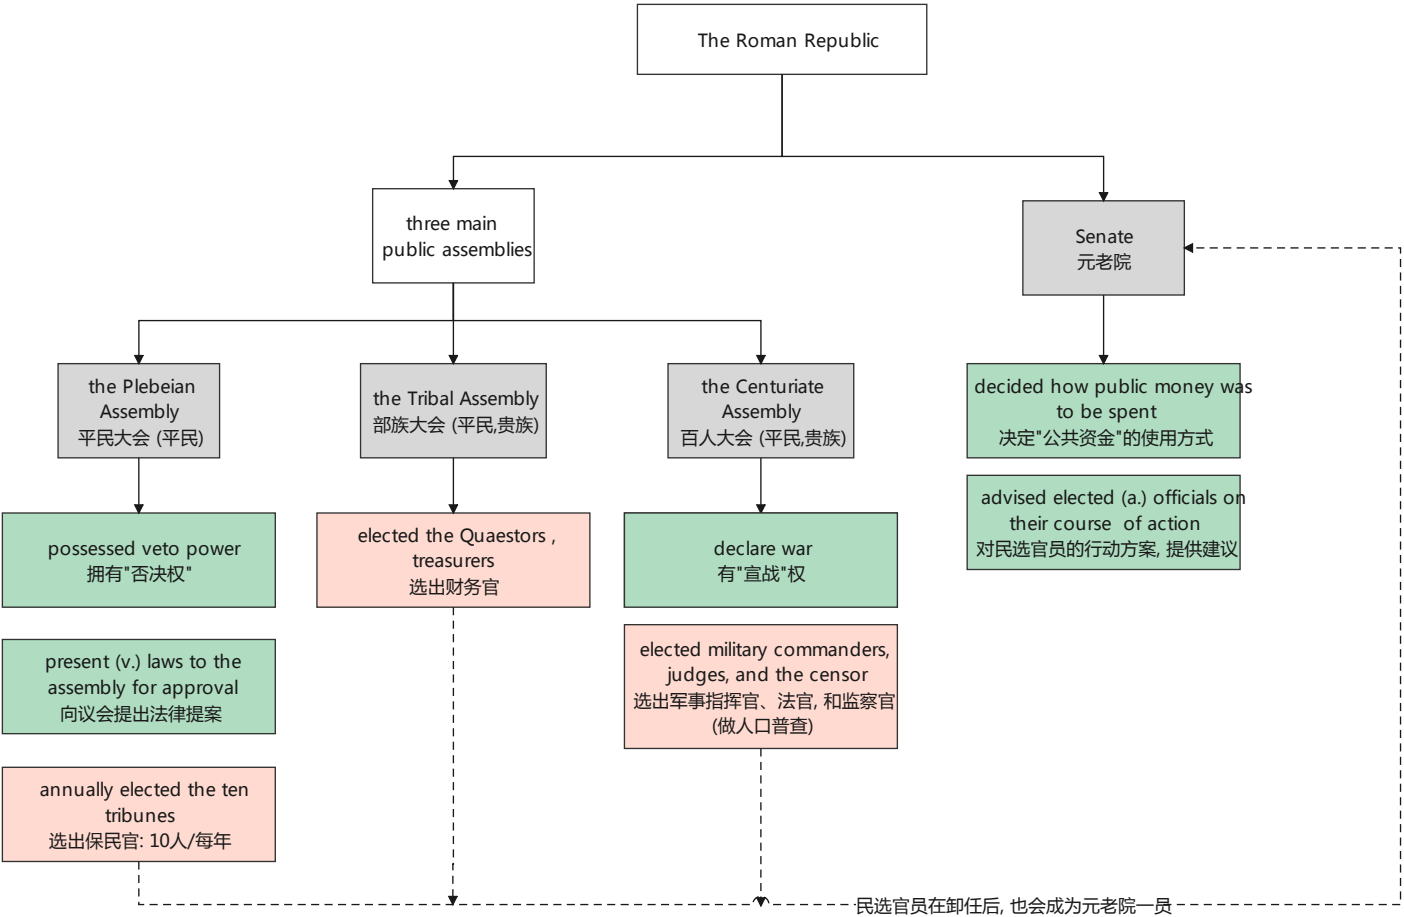 The Roman Republic
three main
public assemblies
Senate
元老院
the Plebeian
Assembly
平民大会 (平民)
the Tribal Assembly
部族大会 (平民,贵族)
the Centuriate
Assembly
百人大会 (平民,贵族)
decided how public money was
to be spent
决定"公共资金"的使用方式
advised elected (a.) officials on
their course of action
对民选官员的行动方案, 提供建议
possessed veto power
拥有"否决权"
elected the Quaestors ,
treasurers
选出财务官
declare war
有"宣战"权
present (v.) laws to the
assembly for approval
向议会提出法律提案
elected military commanders,
judges, and the censor
选出军事指挥官、法官, 和监察官
(做人口普查)
annually elected the ten
tribunes
选出保民官: 10人/每年
民选官员在卸任后, 也会成为元老院一员